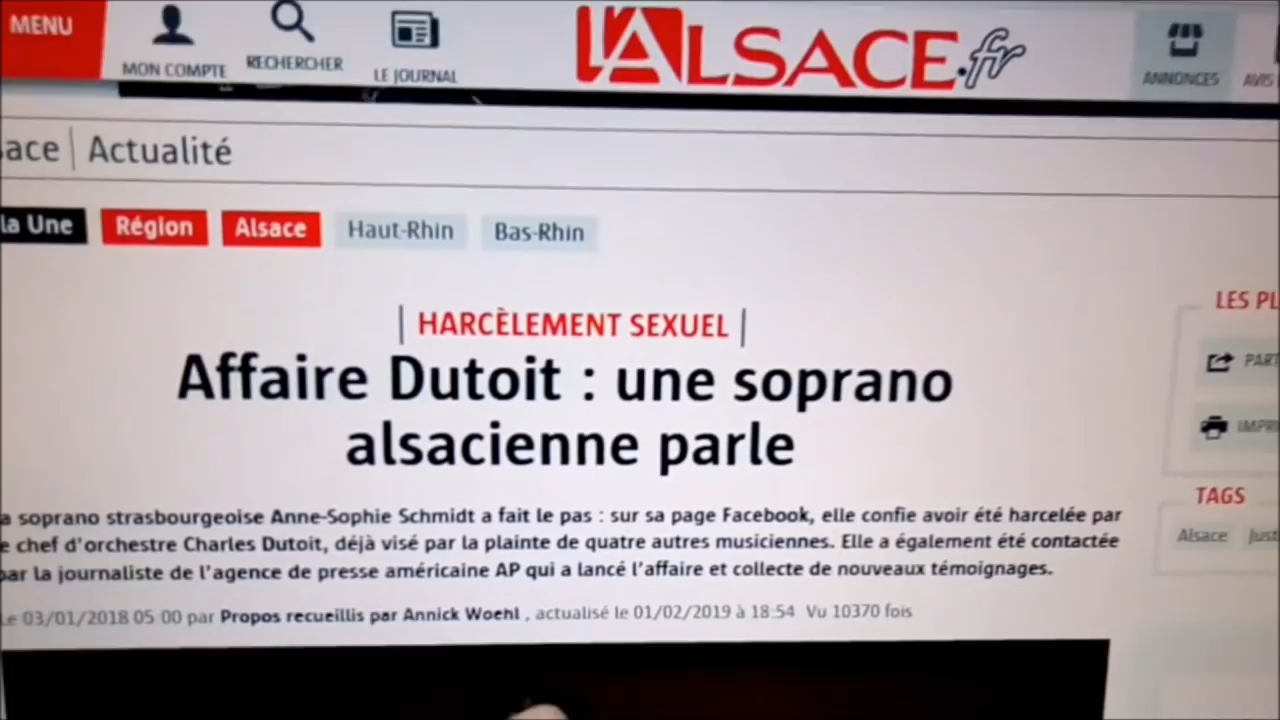 MENU
MON COMPTE
RECHERCHER
LE JOURNAL
L'ALSACE.fr
ANNONCES
AVIS
Actualité
la Une
Région
Alsace
Haut-Rhin
Bas-Rhin
HARCÈLEMENT SEXUEL
Affaire Dutoit : une soprano
alsacienne parle
soprano strasbourgeoise Anne-Sophie Schmidt a fait le pas : sur sa page Facebook, elle confie avoir été harcelée par
chef d'orchestre Charles Dutoit, déjà visé par la plainte de quatre autres musiciennes. Elle a également été contactée
par la journaliste de l'agence de presse américaine AP qui a lancé l'affaire et collecte de nouveaux témoignages.
Le 03/01/2018 05:00 par Propos recueillis par Annick Woehl , actualisé le 01/02/2019 à 18:54 Vu 10370 fois
LES
TAGS
Alsace